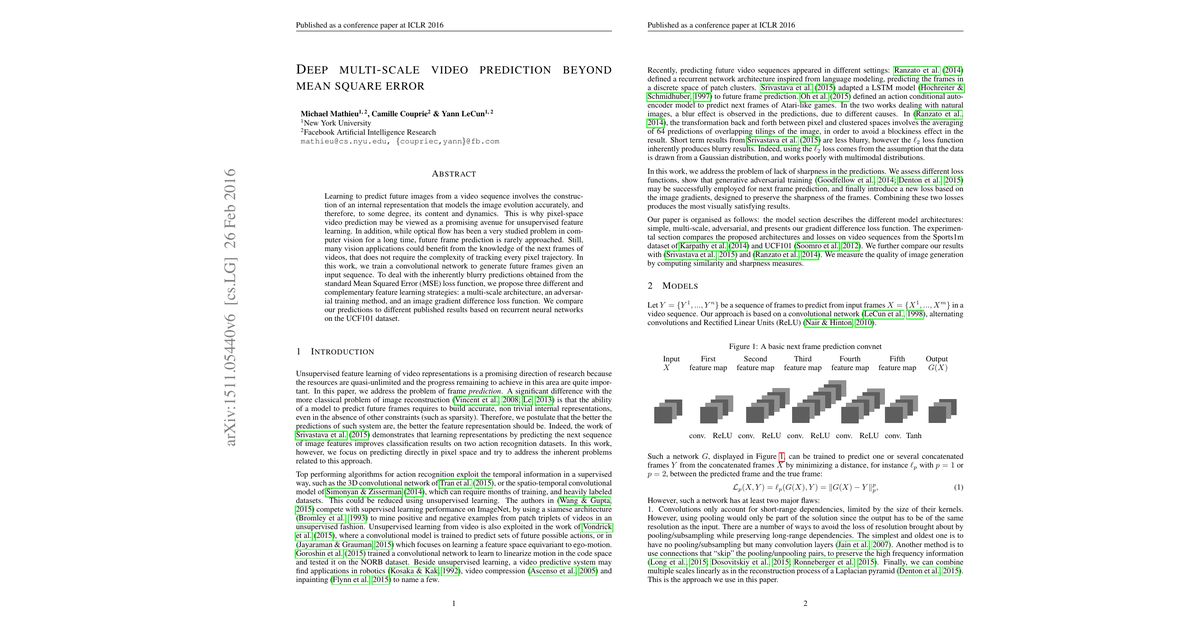 Published as a conference paper at ICLR 2016
DEEP MULTI-SCALE VIDEO PREDICTION BEYOND
MEAN SQUARE ERROR
Michael Mathieu1,2, Camille Couprie2 & Yann LeCun1,2
1New York University
2Facebook Artificial Intelligence Research
mathieu@cs.nyu.edu, {coupriec,yann}@fb.com
ABSTRACT
Learning to predict future images from a video sequence involves the construc-
tion of an internal representation that models the image evolution accurately, and
therefore, to some degree, its content and dynamics. This is why pixel-space
video prediction may be viewed as a promising avenue for unsupervised feature
learning. In addition, while optical flow has been a very studied problem in com-
puter vision for a long time, future frame prediction is rarely approached. Still,
many vision applications could benefit from the knowledge of the next frames of
videos, that does not require the complexity of tracking every pixel trajectory. In
this work, we train a convolutional network to generate future frames given an
input sequence. To deal with the inherently blurry predictions obtained from the
standard Mean Squared Error (MSE) loss function, we propose three different and
complementary feature learning strategies: a multi-scale architecture, an adversar-
ial training method, and an image gradient difference loss function. We compare
our predictions to different published results based on recurrent neural networks
on the UCF101 dataset.
1 INTRODUCTION
Unsupervised feature learning of video representations is a promising direction of research because
the resources are quasi-unlimited and the progress remaining to achieve in this area are quite impor-
tant. In this paper, we address the problem of frame prediction. A significant difference with the
more classical problem of image reconstruction (Vincent et al., 2008; Le, 2013) is that the ability
of a model to predict future frames requires to build accurate, non trivial internal representations,
even in the absence of other constraints (such as sparsity). Therefore, we postulate that the better the
predictions of such system are, the better the feature representation should be. Indeed, the work of
Srivastava et al. (2015) demonstrates that learning representations by predicting the next sequence
of image features improves classification results on two action recognition datasets. In this work,
however, we focus on predicting directly in pixel space and try to address the inherent problems
related to this approach.
Top performing algorithms for action recognition exploit the temporal information in a supervised
way, such as the 3D convolutional network of Tran et al. (2015), or the spatio-temporal convolutional
model of Simonyan & Zisserman (2014), which can require months of training, and heavily labeled
datasets. This could be reduced using unsupervised learning. The authors in (Wang & Gupta,
2015) compete with supervised learning performance on ImageNet, by using a siamese architecture
(Bromley et al., 1993) to mine positive and negative examples from patch triplets of videos in an
unsupervised fashion. Unsupervised learning from video is also exploited in the work of Vondrick
et al. (2015), where a convolutional model is trained to predict sets of future possible actions, or in
(Jayaraman & Grauman, 2015) which focuses on learning a feature space equivariant to ego-motion.
Goroshin et al. (2015) trained a convolutional network to learn to linearize motion in the code space
and tested it on the NORB dataset. Beside unsupervised learning, a video predictive system may
find applications in robotics (Kosaka & Kak, 1992), video compression (Ascenso et al., 2005) and
inpainting (Flynn et al., 2015) to name a few.
1
arXiv:1511.05440v6 [cs.LG] 26 Feb 2016
Published as a conference paper at ICLR 2016
Recently, predicting future video sequences appeared in different settings: Ranzato et al. (2014)
defined a recurrent network architecture inspired from language modeling, predicting the frames in
a discrete space of patch clusters. Srivastava et al. (2015) adapted a LSTM model (Hochreiter &
Schmidhuber, 1997) to future frame prediction. Oh et al. (2015) defined an action conditional auto-
encoder model to predict next frames of Atari-like games. In the two works dealing with natural
images, a blur effect is observed in the predictions, due to different causes. In (Ranzato et al.,
2014), the transformation back and forth between pixel and clustered spaces involves the averaging
of 64 predictions of overlapping tilings of the image, in order to avoid a blockiness effect in the
result. Short term results from Srivastava et al. (2015) are less blurry, however the ℓ2 loss function
inherently produces blurry results. Indeed, using the ℓ2 loss comes from the assumption that the data
is drawn from a Gaussian distribution, and works poorly with multimodal distributions.
In this work, we address the problem of lack of sharpness in the predictions. We assess different loss
functions, show that generative adversarial training (Goodfellow et al., 2014; Denton et al., 2015)
may be successfully employed for next frame prediction, and finally introduce a new loss based on
the image gradients, designed to preserve the sharpness of the frames. Combining these two losses
produces the most visually satisfying results.
Our paper is organised as follows: the model section describes the different model architectures:
simple, multi-scale, adversarial, and presents our gradient difference loss function. The experimen-
tal section compares the proposed architectures and losses on video sequences from the Sports1m
dataset of Karpathy et al. (2014) and UCF101 (Soomro et al., 2012). We further compare our results
with (Srivastava et al., 2015) and (Ranzato et al., 2014). We measure the quality of image generation
by computing similarity and sharpness measures.
2 MODELS
Let Y = {Y1, ..., Yn} be a sequence of frames to predict from input frames X = {X1, ..., Xm} in a
video sequence. Our approach is based on a convolutional network (LeCun et al., 1998), alternating
convolutions and Rectified Linear Units (ReLU) (Nair & Hinton, 2010).
Figure 1: A basic next frame prediction convnet
Input First Second Third Fourth Fifth Output
X feature map feature map feature map feature map feature map G(X)
conv. ReLU conv. ReLU conv. ReLU conv. ReLU conv. Tanh
Such a network G, displayed in Figure 1, can be trained to predict one or several concatenated
frames Y from the concatenated frames X by minimizing a distance, for instance ℓp with p = 1 or
p = 2, between the predicted frame and the true frame:
Lp(X, Y) = ℓp(G(X), Y) = ‖G(X) − Y‖pp, (1)
However, such a network has at least two major flaws:
1. Convolutions only account for short-range dependencies, limited by the size of their kernels.
However, using pooling would only be part of the solution since the output has to be of the same
resolution as the input. There are a number of ways to avoid the loss of resolution brought about by
pooling/subsampling while preserving long-range dependencies. The simplest and oldest one is to
have no pooling/subsampling but many convolution layers (Jain et al., 2007). Another method is to
use connections that “skip” the pooling/unpooling pairs, to preserve the high frequency information
(Long et al., 2015; Dosovitskiy et al., 2015; Ronneberger et al., 2015). Finally, we can combine
multiple scales linearly as in the reconstruction process of a Laplacian pyramid (Denton et al., 2015).
This is the approach we use in this paper.
2